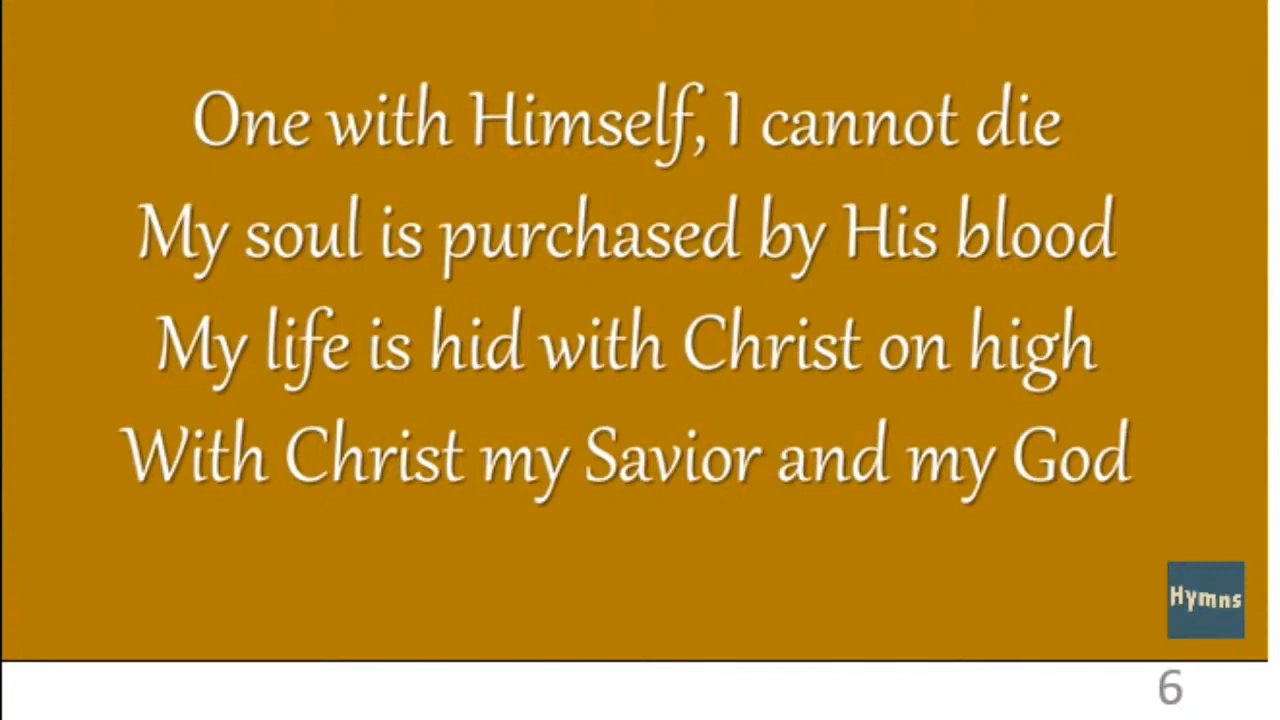 One with Himself, I cannot die
My soul is purchased by His blood
My life is hid with Christ on high
With Christ my Savior and my God
Hymns
6